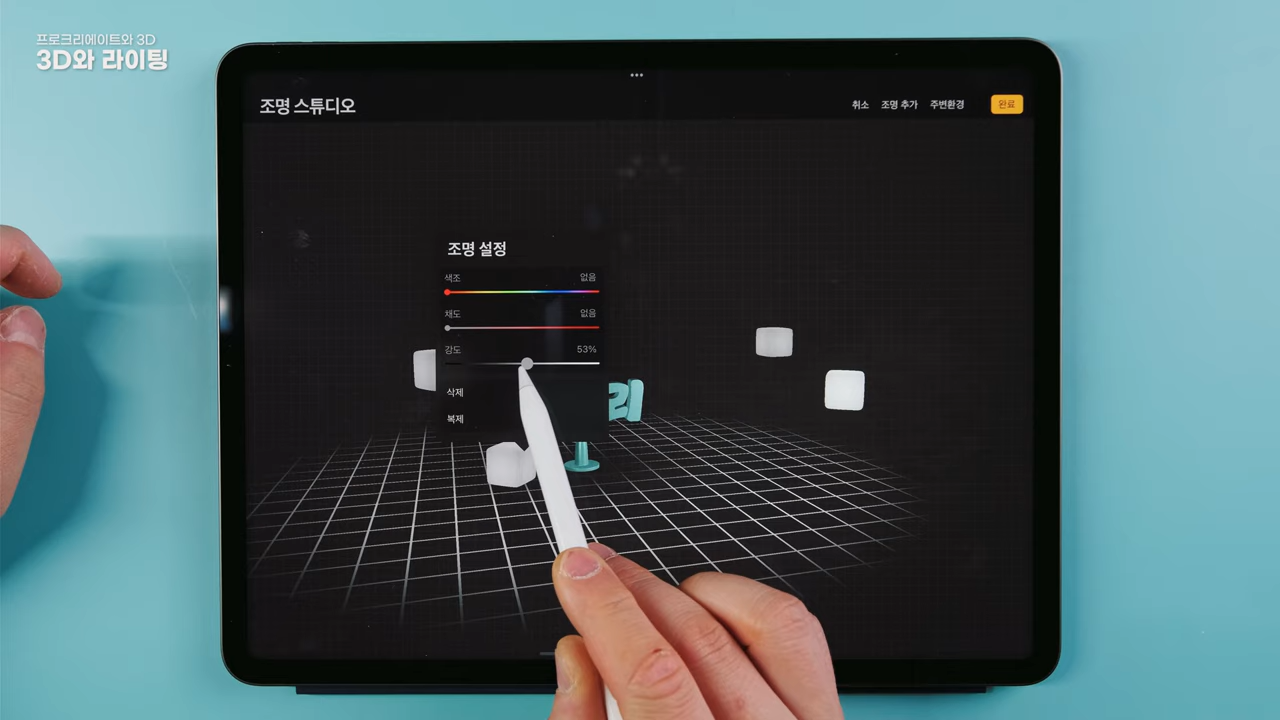 프로크리에이트와 3D
3D와 라이팅
조명 스튜디오
취소 조명 추가 주변환경 완료
조명 설정
색조 없음
채도 없음
강도 53%
삭제
복제
리